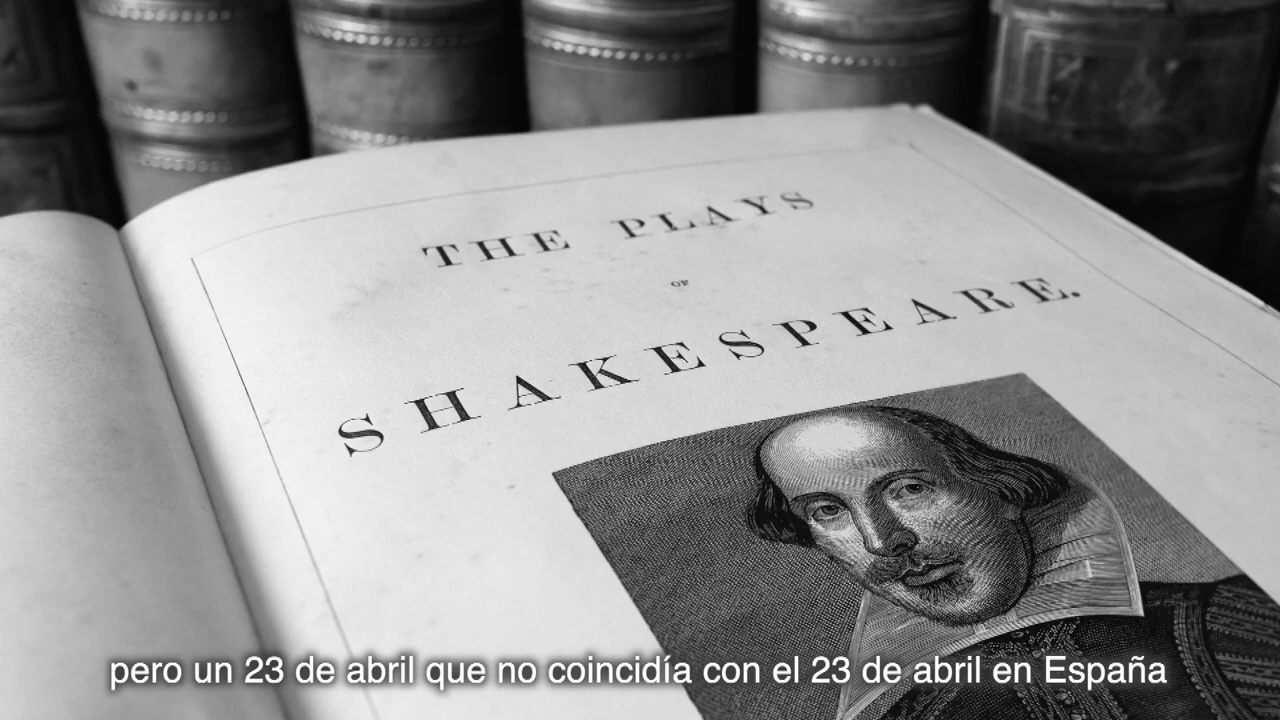 THE PLAYS
OF
SHAKESPEARE.
pero un 23 de abril que no coincidía con el 23 de abril en España